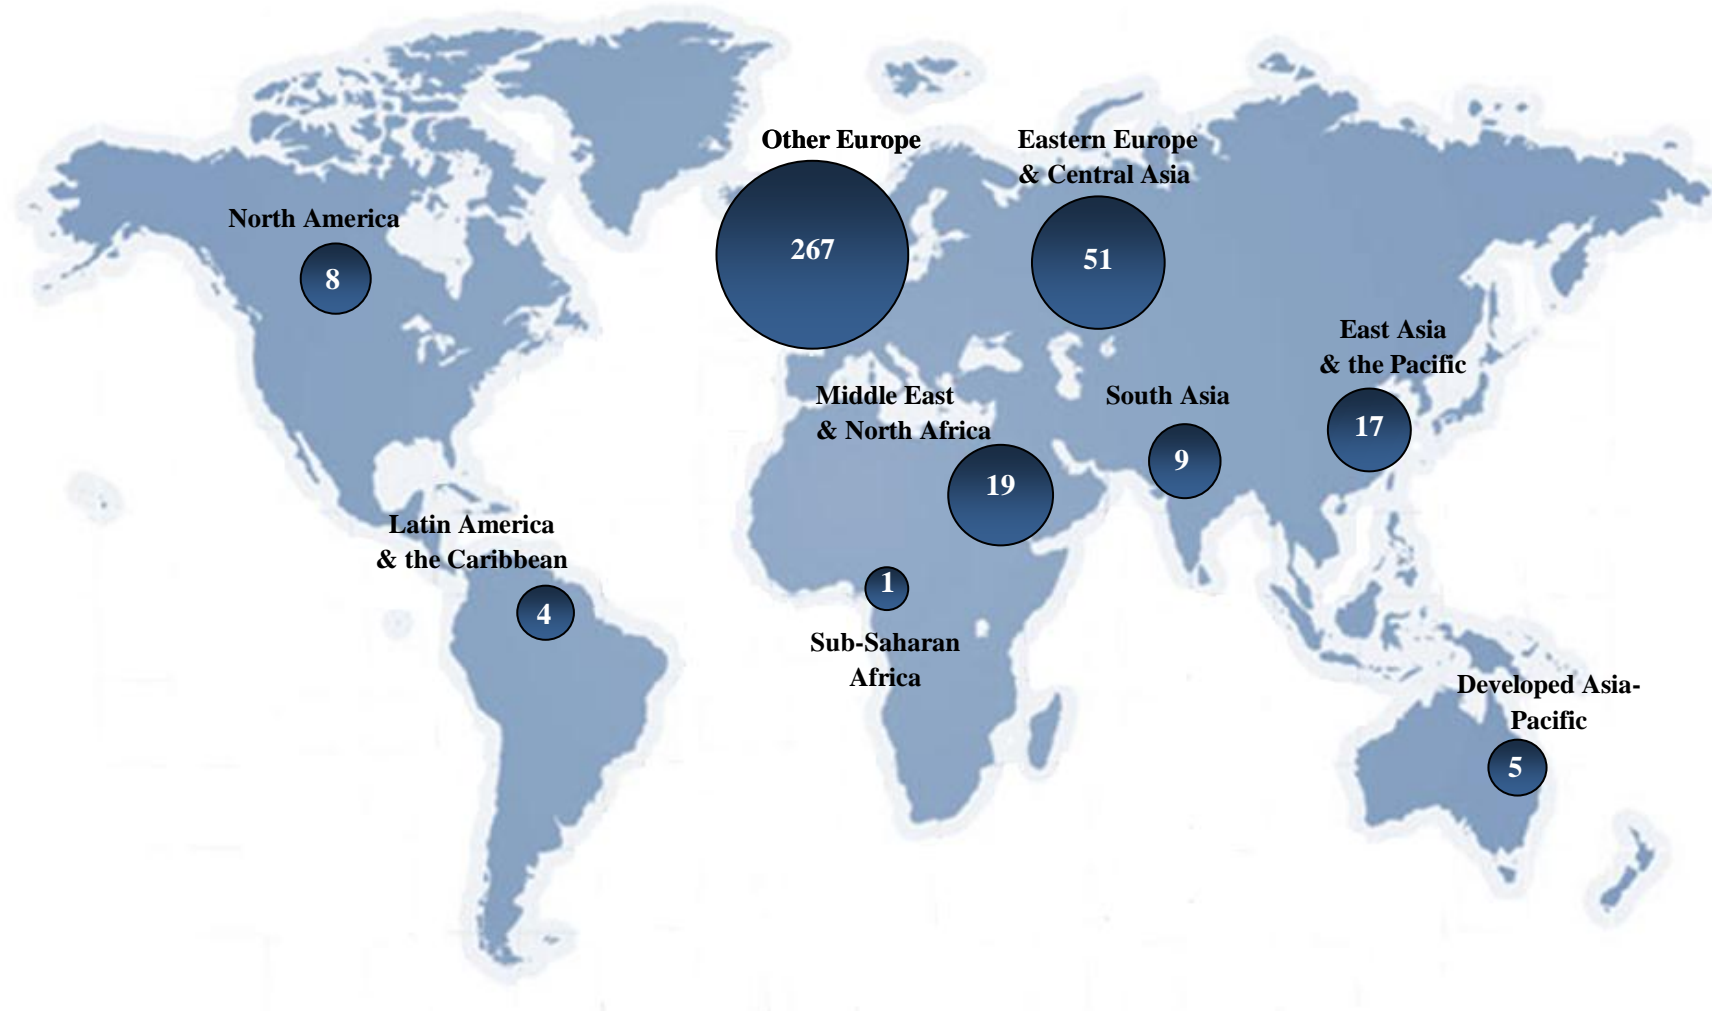 Other Europe
267
Eastern Europe
& Central Asia
51
North America
8
East Asia
& the Pacific
17
Middle East
& North Africa
19
South Asia
9
Latin America
& the Caribbean
4
1
Sub-Saharan
Africa
Developed Asia-
Pacific
5